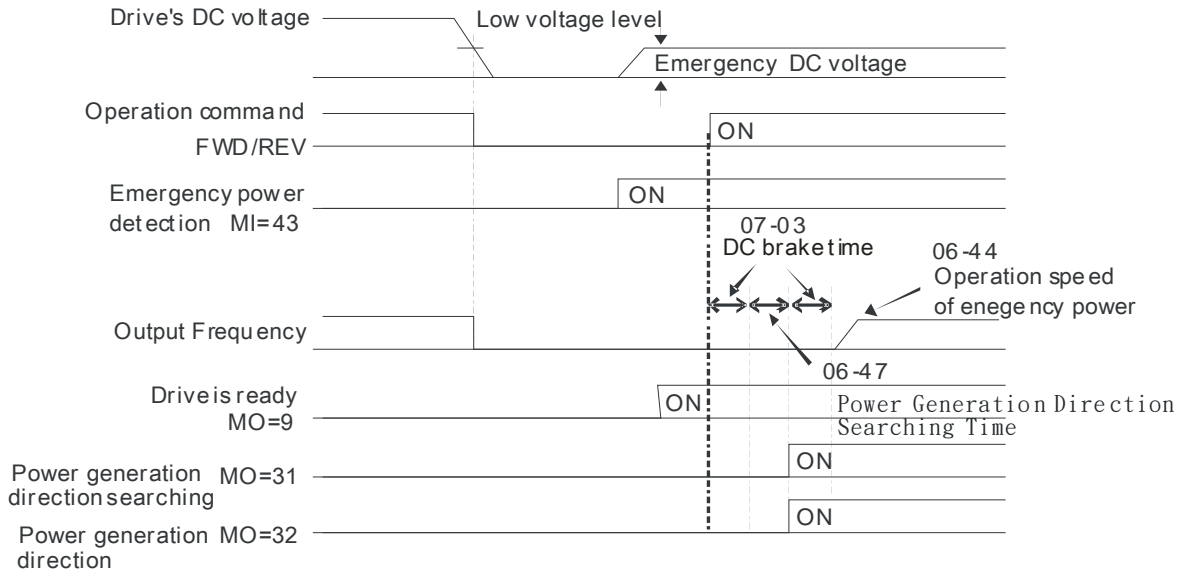 Drive's DC voltage
Low voltage level
Emergency DC voltage
Operation command
FWD/REV
ON
Emergency power
detection MI=43
ON
07-03
DC brake time
06-44
Operation speed
of enegency power
Output Frequency
06-47
Drive is ready
MO=9
ON
Power Generation Direction
Searching Time
Power generation MO=31
direction searching
ON
Power generation MO=32
direction
ON